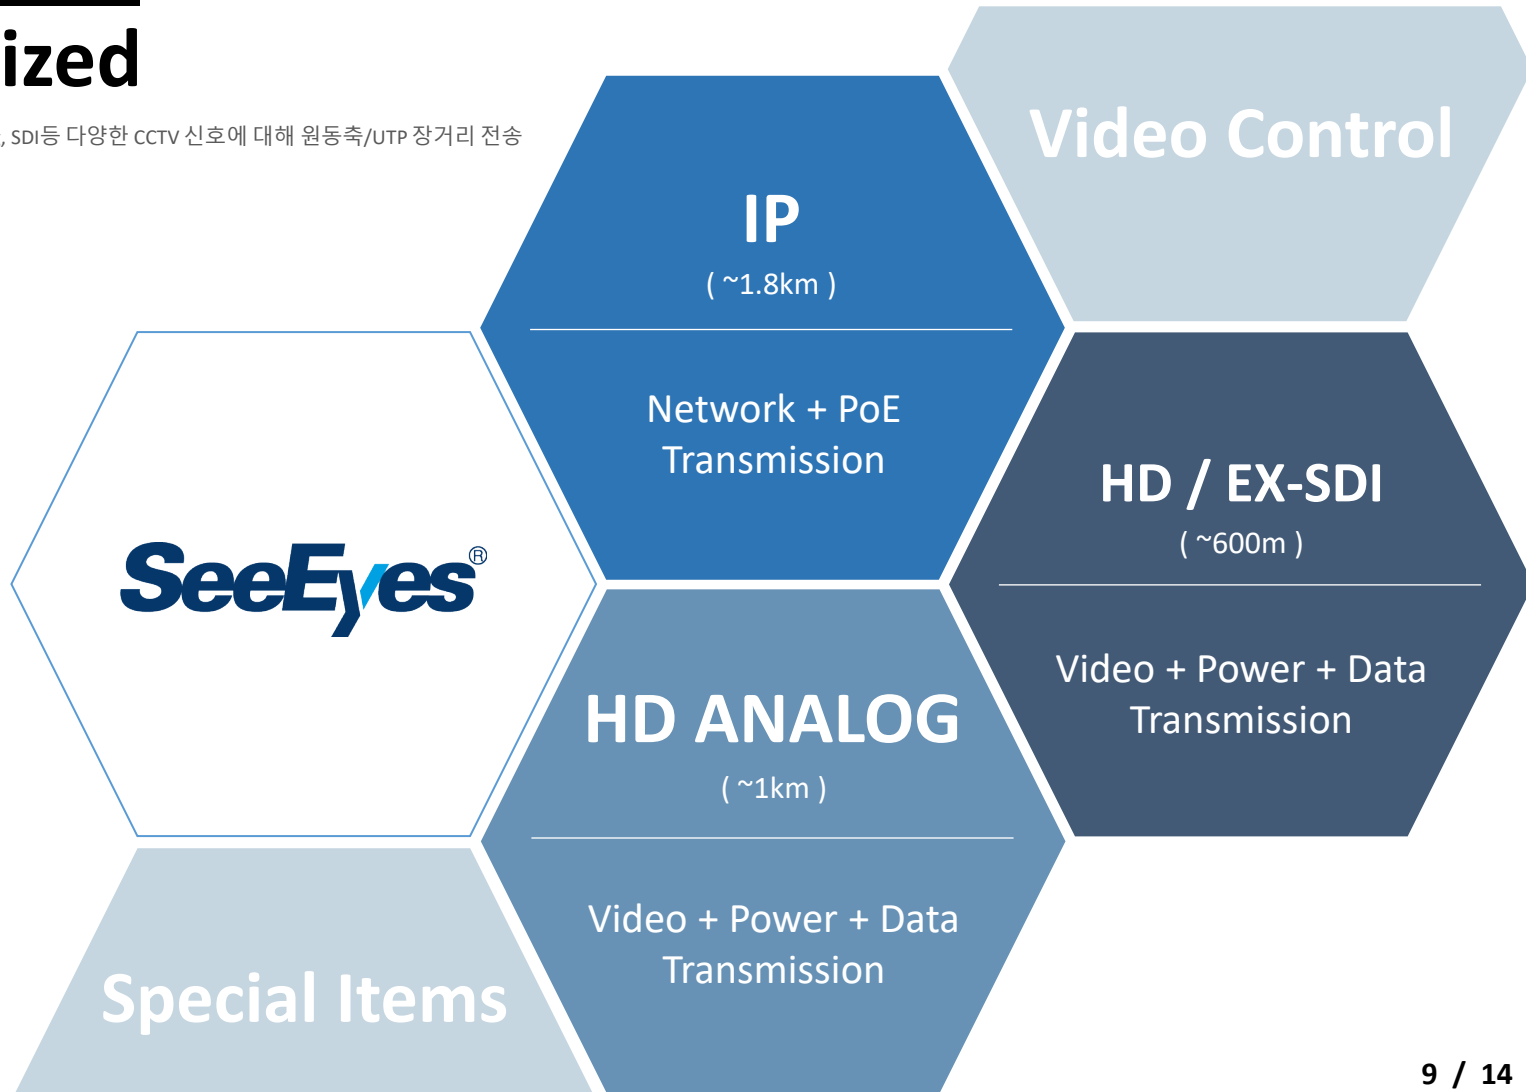 ized
, SDI등 다양한 CCTV 신호에 대해 원동축/UTP 장거리 전송
Video Control
IP
( ~1.8km )
Network + PoE
Transmission
HD / EX-SDI
( ~600m )
Video + Power + Data
Transmission
SeeEyes®
HD ANALOG
( ~1km )
Video + Power + Data
Transmission
Special Items
9 / 14